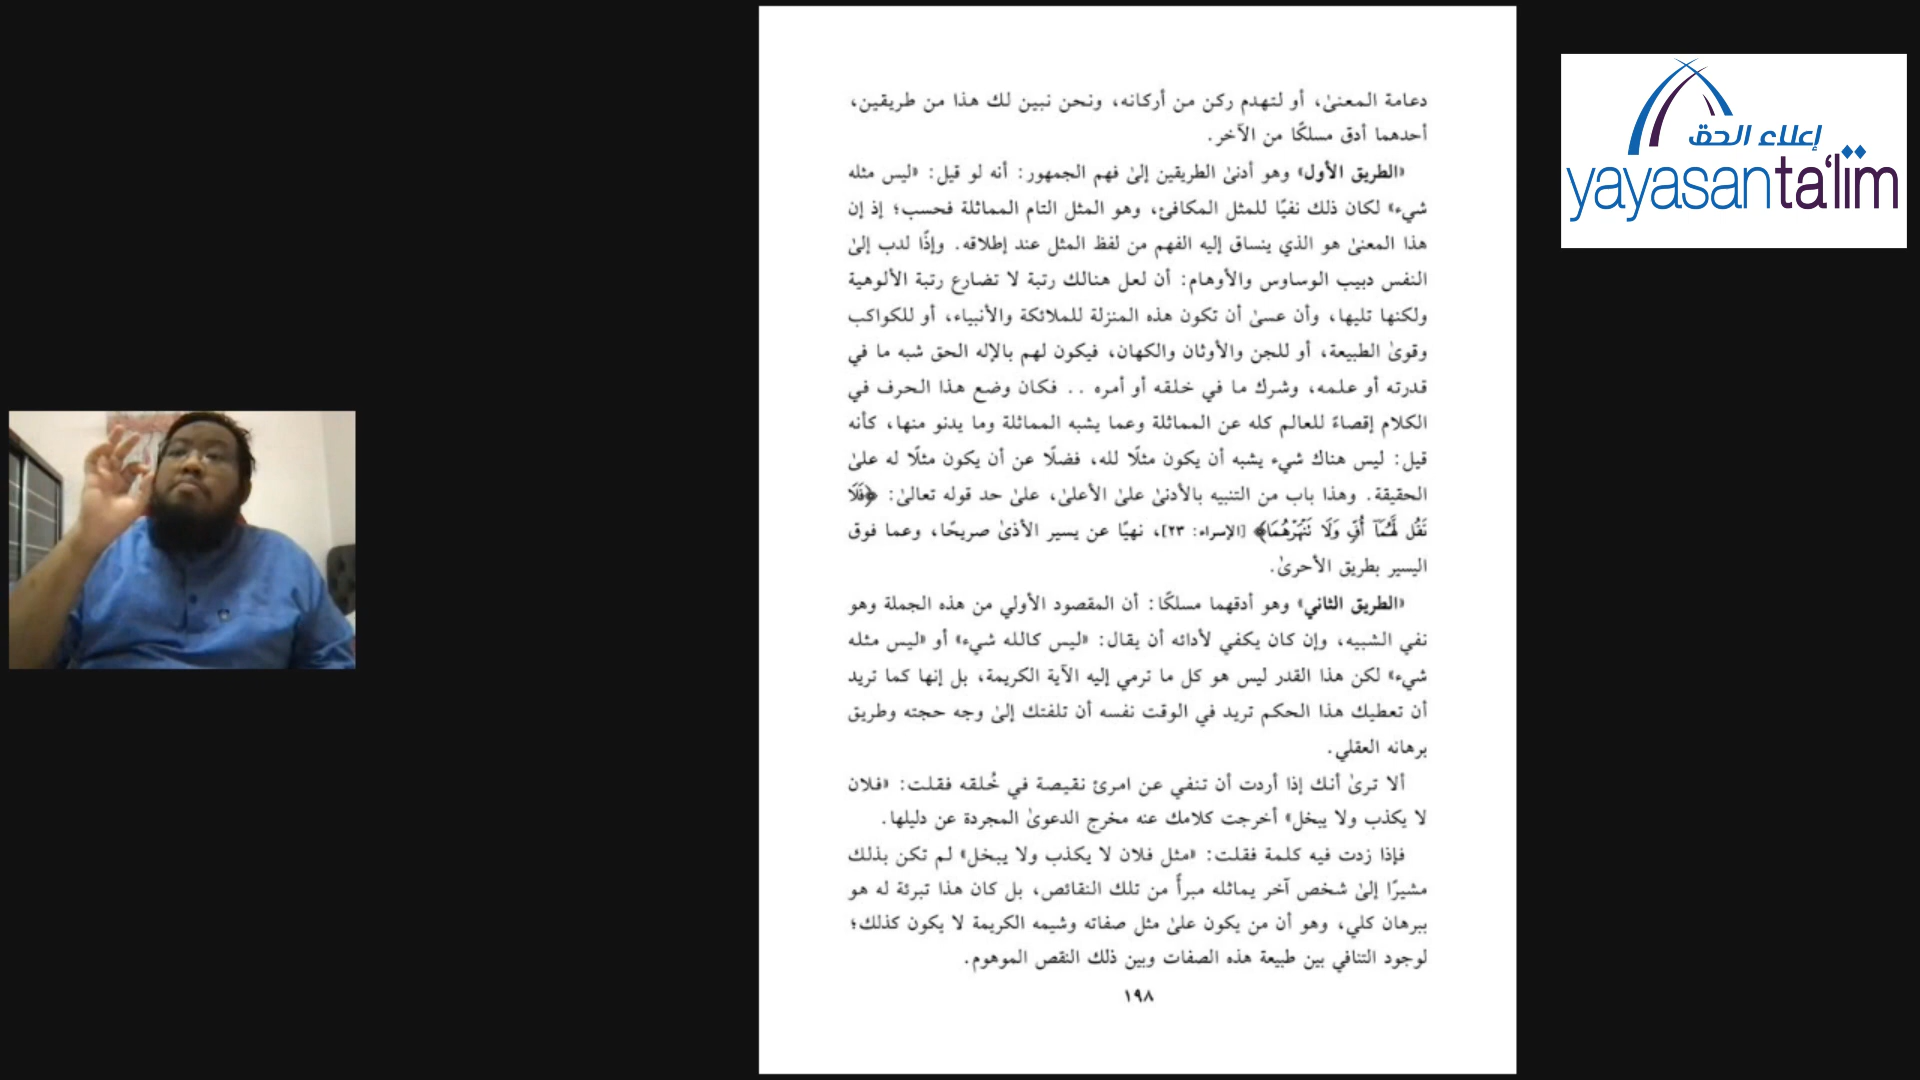 دعامة المعنىٰ، أو لتهدم ركن من أركانه، ونحن نبين لك هذا من طريقين،
أحدهما أدق مسلكًا من الآخر.
«الطريق الأول» وهو أدنىٰ الطريقين إلىٰ فهم الجمهور: أنه لو قيل: «ليس مثله
شيء» لكان ذلك نفيًا للمثل المكافئ، وهو المثل التام المماثلة فحسب؛ إذ إن
هذا المعنىٰ هو الذي ينساق إليه الفهم من لفظ المثل عند إطلاقه. وإذًا لدب إلىٰ
النفس دبيب الوساوس والأوهام: أن لعل هنالك رتبة لا تضارع رتبة الألوهية
ولكنها تليها، وأن عسىٰ أن تكون هذه المنزلة للملائكة والأنبياء، أو للكواكب
وقوىٰ الطبيعة، أو للجن والأوثان والكهان، فيكون لهم بالإله الحق شبه ما في
قدرته أو علمه، وشرك ما في خلقه أو أمره .. فكان وضع هذا الحرف في
الكلام إقصاءً للعالم كله عن المماثلة وعما يشبه المماثلة وما يدنو منها، كأنه
قيل: ليس هناك شيء يشبه أن يكون مثلًا لله، فضلًا عن أن يكون مثلًا له علىٰ
الحقيقة. وهذا باب من التنبيه بالأدنىٰ علىٰ الأعلىٰ، علىٰ حد قوله تعالىٰ: ﴿فَلَا
تَقُل لَّهُمَآ أُفٍّ وَلَا تَنْهَرْهُمَا﴾ [الإسراء: ٢٣]، نهيًا عن يسير الأذىٰ صريحًا، وعما فوق
اليسير بطريق الأحرىٰ.
«الطريق الثاني» وهو أدقهما مسلكًا: أن المقصود الأولي من هذه الجملة وهو
نفي الشبيه، وإن كان يكفي لأدائه أن يقال: «ليس كالله شيء» أو «ليس مثله
شيء» لكن هذا القدر ليس هو كل ما ترمي إليه الآية الكريمة، بل إنها كما تريد
أن تعطيك هذا الحكم تريد في الوقت نفسه أن تلفتك إلىٰ وجه حجته وطريق
برهانه العقلي.
ألا ترىٰ أنك إذا أردت أن تنفي عن امرئ نقيصة في خُلقه فقلت: «فلان
لا يكذب ولا يبخل» أخرجت كلامك عنه مخرج الدعوىٰ المجردة عن دليلها.
فإذا زدت فيه كلمة فقلت: «مثل فلان لا يكذب ولا يبخل» لم تكن بذلك
مشيرًا إلىٰ شخص آخر يماثله مبرأً من تلك النقائص، بل كان هذا تبرئة له هو
ببرهان كلي، وهو أن من يكون علىٰ مثل صفاته وشيمه الكريمة لا يكون كذلك؛
لوجود التنافي بين طبيعة هذه الصفات وبين ذلك النقص الموهوم.
١٩٨
إعلاء الحق
yayasanta'lim